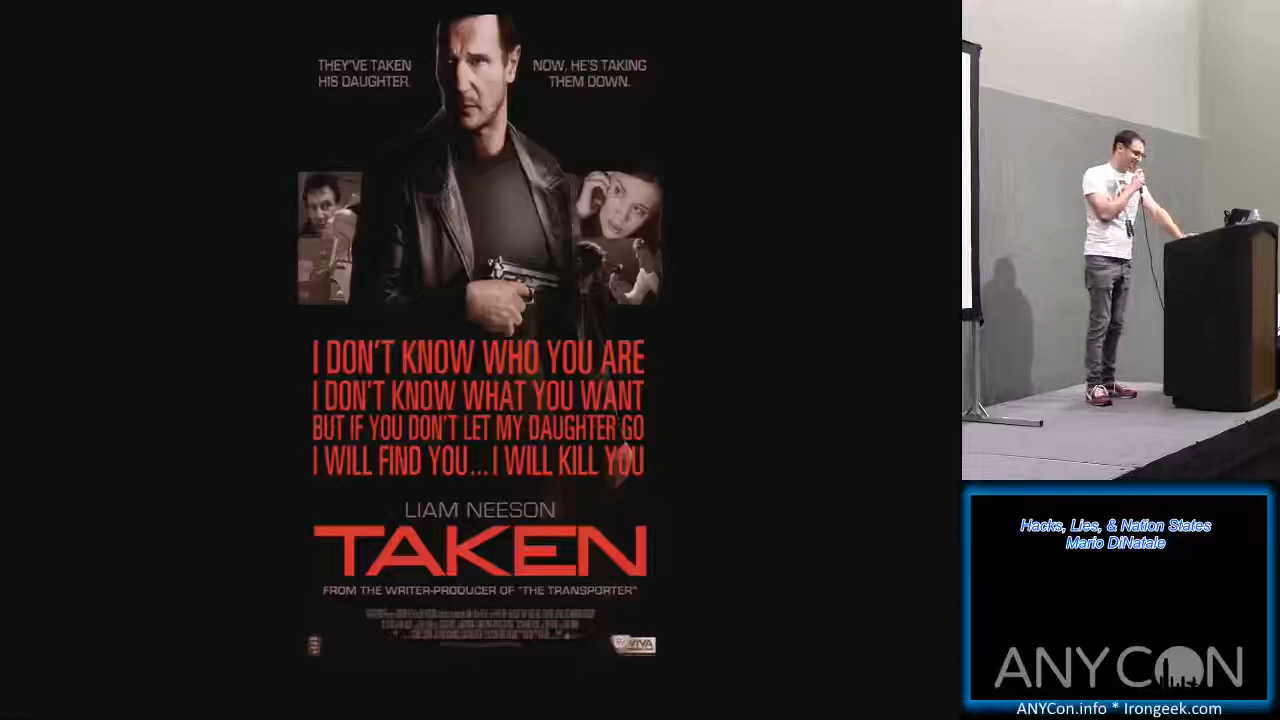 THEY'VE TAKEN
HIS DAUGHTER.
NOW, HE'S TAKING
THEM DOWN.
I DON'T KNOW WHO YOU ARE
I DON'T KNOW WHAT YOU WANT
BUT IF YOU DON'T LET MY DAUGHTER GO
I WILL FIND YOU...I WILL KILL YOU
LIAM NEESON
TAKEN
FROM THE WRITER-PRODUCER OF "THE TRANSPORTER"
VIVA
Hacks, Lies, & Nation States
Mario DiNatale
ANYCON
ANYCon.info * Irongeek.com